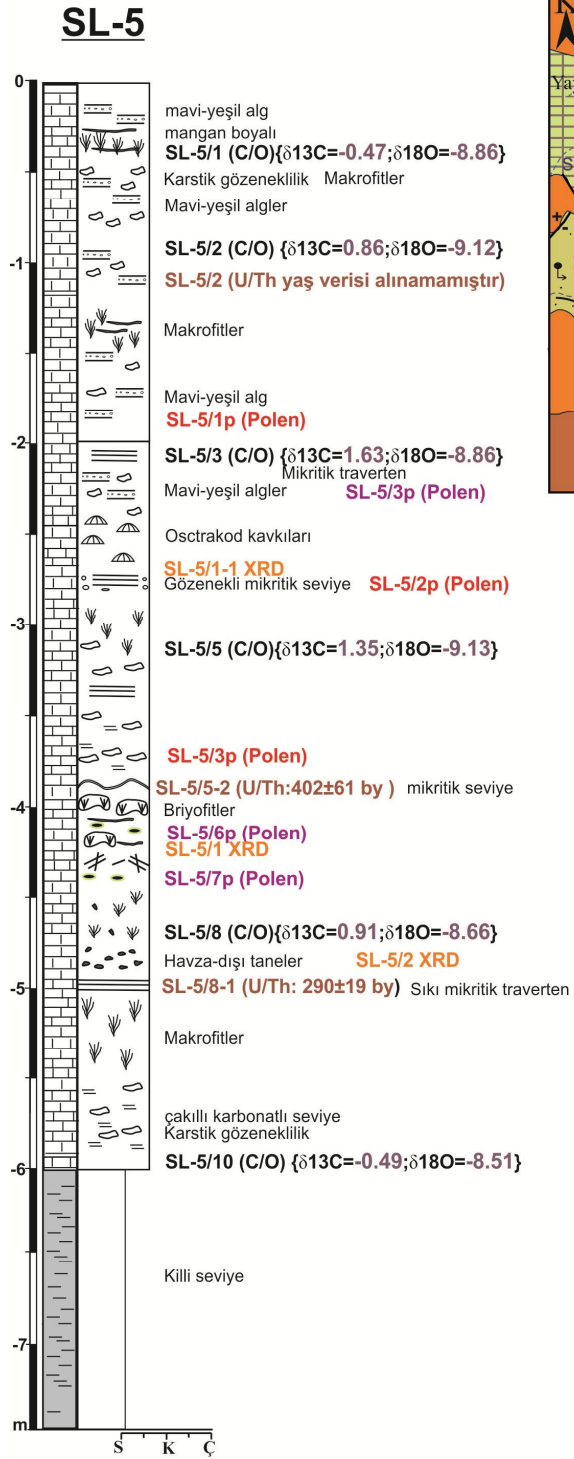 SL-5
K
0
mavi-yeşil alg
mangan boyalı
SL-5/1 (C/O){δ13C=-0.47;δ18O=-8.86}
Karstik gözeneklilik Makrofitler
Mavi-yeşil algler
SL-5/2 (C/O) {δ13C=0.86;δ18O=-9.12}
-1
SL-5/2 (U/Th yaş verisi alınamamıştır)
Makrofitler
Mavi-yeşil alg
SL-5/1p (Polen)
-2
SL-5/3 (C/O) {δ13C=1.63;δ18O=-8.86}
Mikritik traverten
Mavi-yeşil algler SL-5/3p (Polen)
Osctrakod kavkıları
SL-5/1-1 XRD
Gözenekli mikritik seviye SL-5/2p (Polen)
-3
SL-5/5 (C/O){δ13C=1.35;δ18O=-9.13}
SL-5/3p (Polen)
SL-5/5-2 (U/Th:402±61 by ) mikritik seviye
-4
Briyofitler
SL-5/6p (Polen)
SL-5/1 XRD
SL-5/7p (Polen)
SL-5/8 (C/O){δ13C=0.91;δ18O=-8.66}
Havza-dışı taneler SL-5/2 XRD
-5
SL-5/8-1 (U/Th: 290±19 by) Sıkı mikritik traverten
Makrofitler
çakıllı karbonatlı seviye
Karstik gözeneklilik
SL-5/10 (C/O) {δ13C=-0.49;δ18O=-8.51}
-6
Killi seviye
-7
m
S K Ç